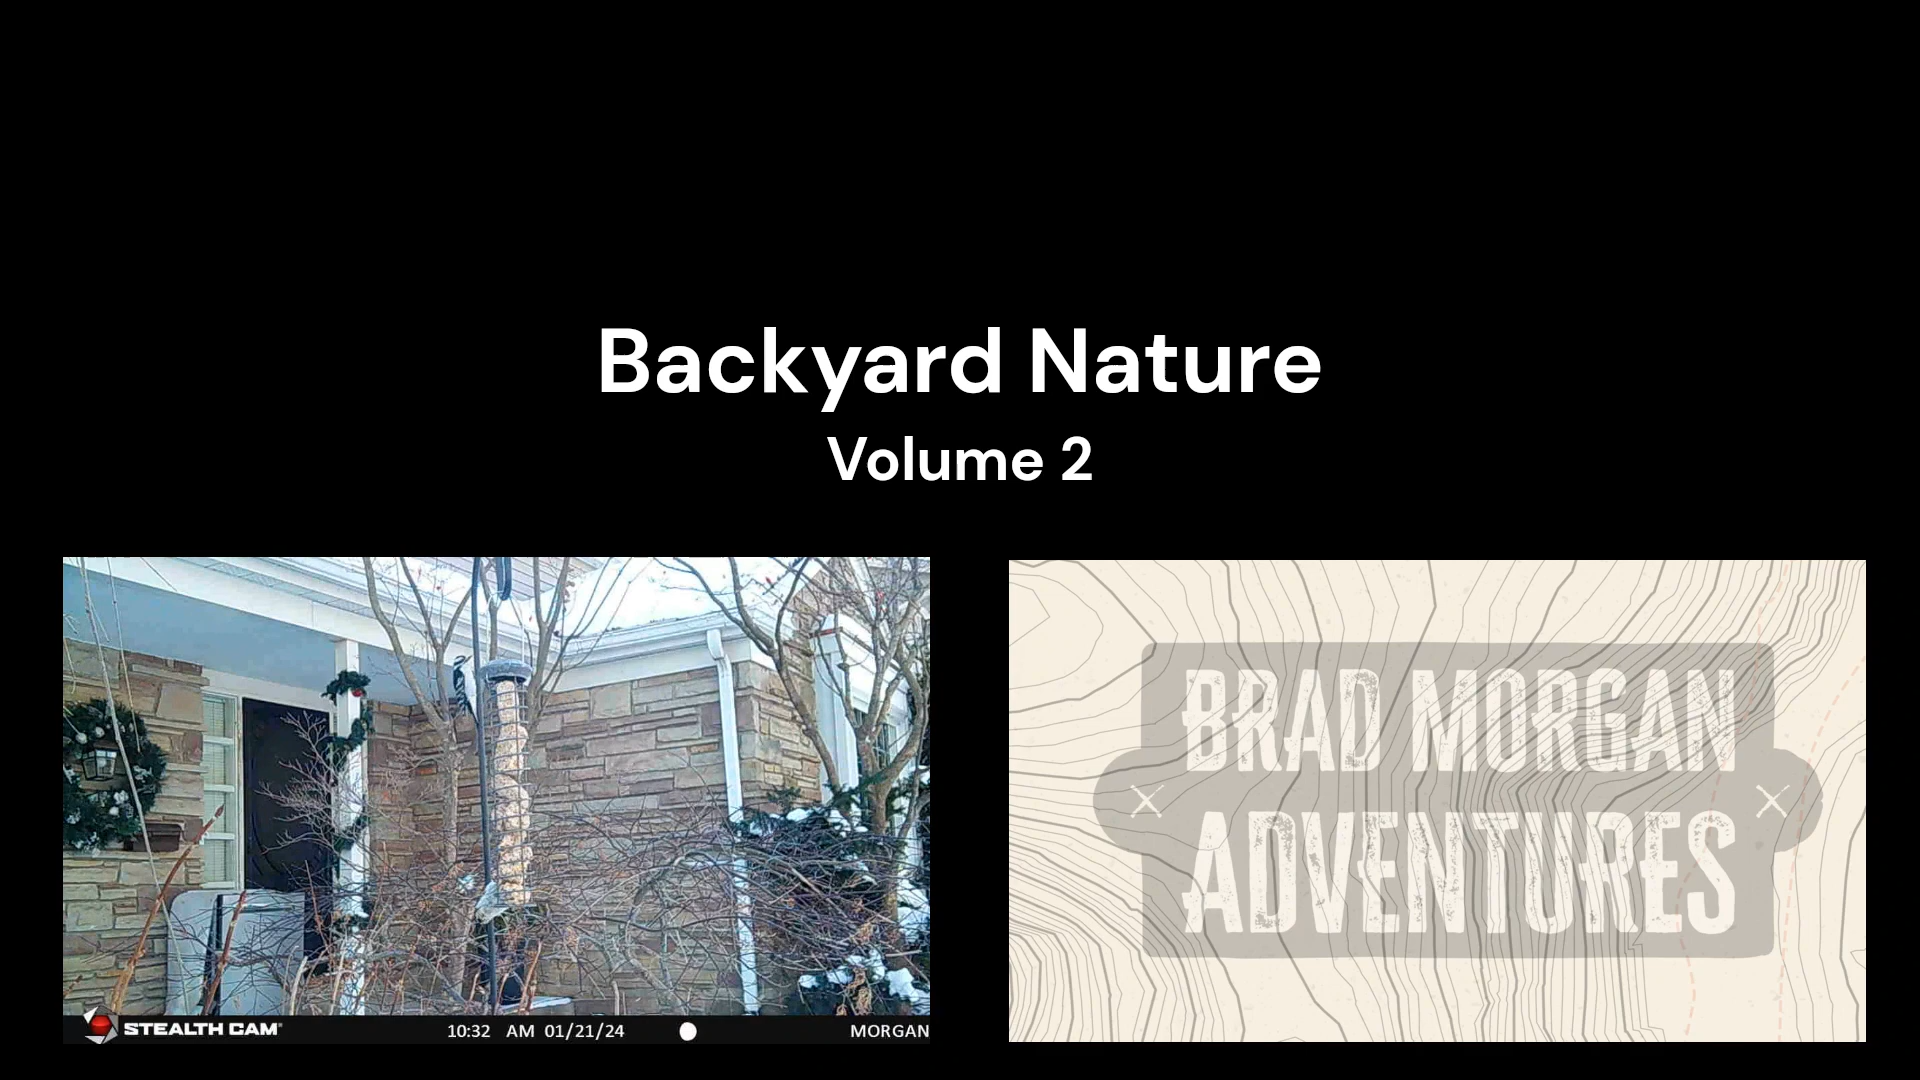 Backyard Nature
Volume 2
BRAD MORGAN
ADVENTURES
STEALTH CAM
10:32 AM 01/21/24
MORGAN